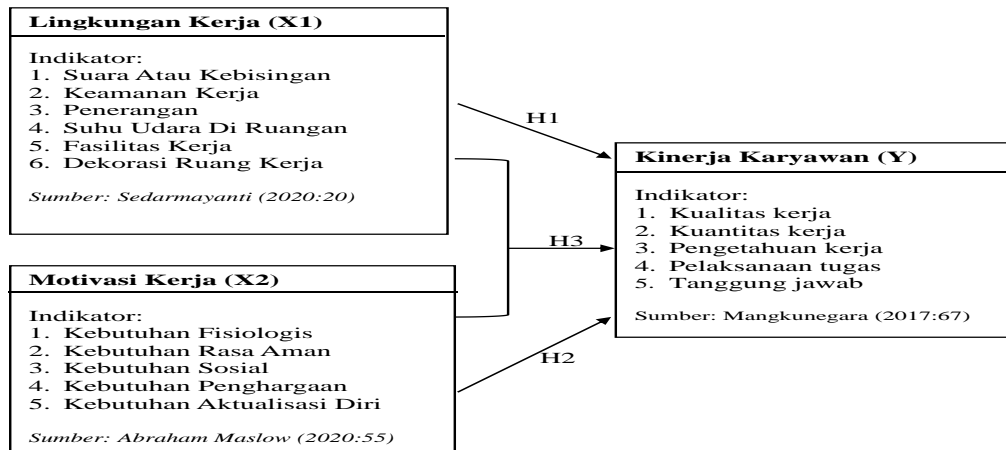 Lingkungan Kerja (X1)
Indikator:
1. Suara Atau Kebisingan
2. Keamanan Kerja
3. Penerangan
4. Suhu Udara Di Ruangan
5. Fasilitas Kerja
6. Dekorasi Ruang Kerja
Sumber: Sedarmayanti (2020:20)
Motivasi Kerja (X2)
Indikator:
1. Kebutuhan Fisiologis
2. Kebutuhan Rasa Aman
3. Kebutuhan Sosial
4. Kebutuhan Penghargaan
5. Kebutuhan Aktualisasi Diri
Sumber: Abraham Maslow (2020:55)
H1
H3
H2
Kinerja Karyawan (Y)
Indikator:
1. Kualitas kerja
2. Kuantitas kerja
3. Pengetahuan kerja
4. Pelaksanaan tugas
5. Tanggung jawab
Sumber: Mangkunegara (2017:67)